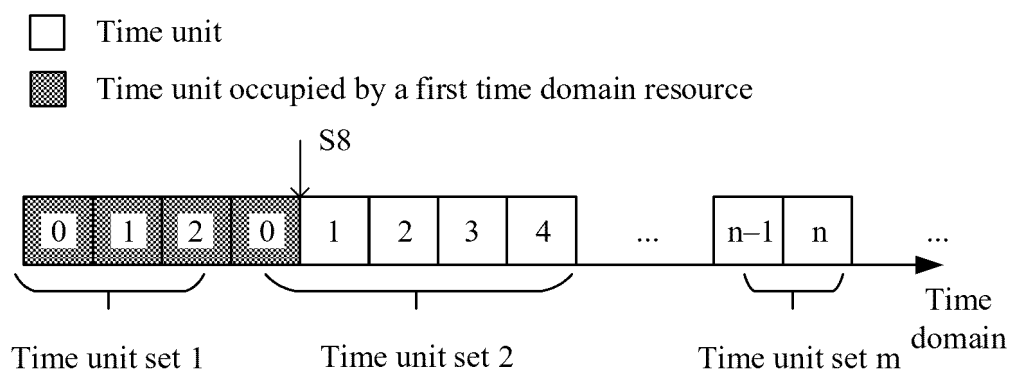 Time unit
Time unit occupied by a first time domain resource
S8
0 1 2 0 1 2 3 4 ... n–1 n ...
Time domain
Time unit set 1 Time unit set 2 Time unit set m